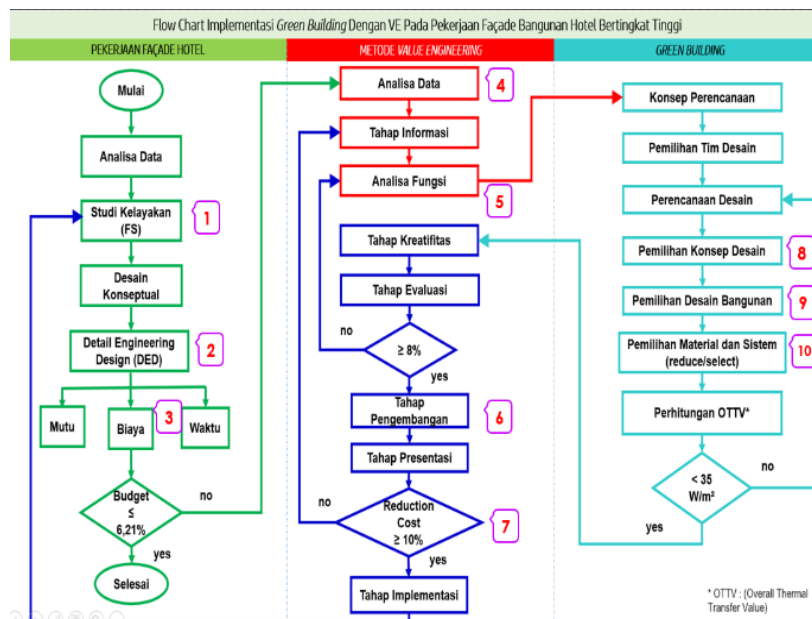 Flow Chart Implementasi Green Building Dengan VE Pada Pekerjaan Façade Bangunan Hotel Bertingkat Tinggi
PEKERJAAN FAÇADE HOTEL
Mulai
Analisa Data
Studi Kelayakan
(FS)
1
Desain
Konseptual
Detail Engineering
Design (DED)
2
Mutu
Biaya
3
Waktu
Budget
≤
6,21%
no
yes
Selesai
METODE VALUE ENGINEERING
Analisa Data
4
Tahap Informasi
Analisa Fungsi
5
Tahap Kreatifitas
Tahap Evaluasi
no
≥ 8%
yes
Tahap
Pengembangan
6
Tahap Presentasi
no
Reduction
Cost
≥ 10%
7
yes
Tahap Implementasi
GREEN BUILDING
Konsep Perencanaan
Pemilihan Tim Desain
Perencanaan Desain
Pemilihan Konsep Desain
8
Pemilihan Desain Bangunan
9
Pemilihan Material dan Sistem
(reduce/select)
10
Perhitungan OTTV*
< 35
W/m²
no
yes
* OTTV : (Overall Thermal
Transfer Value)